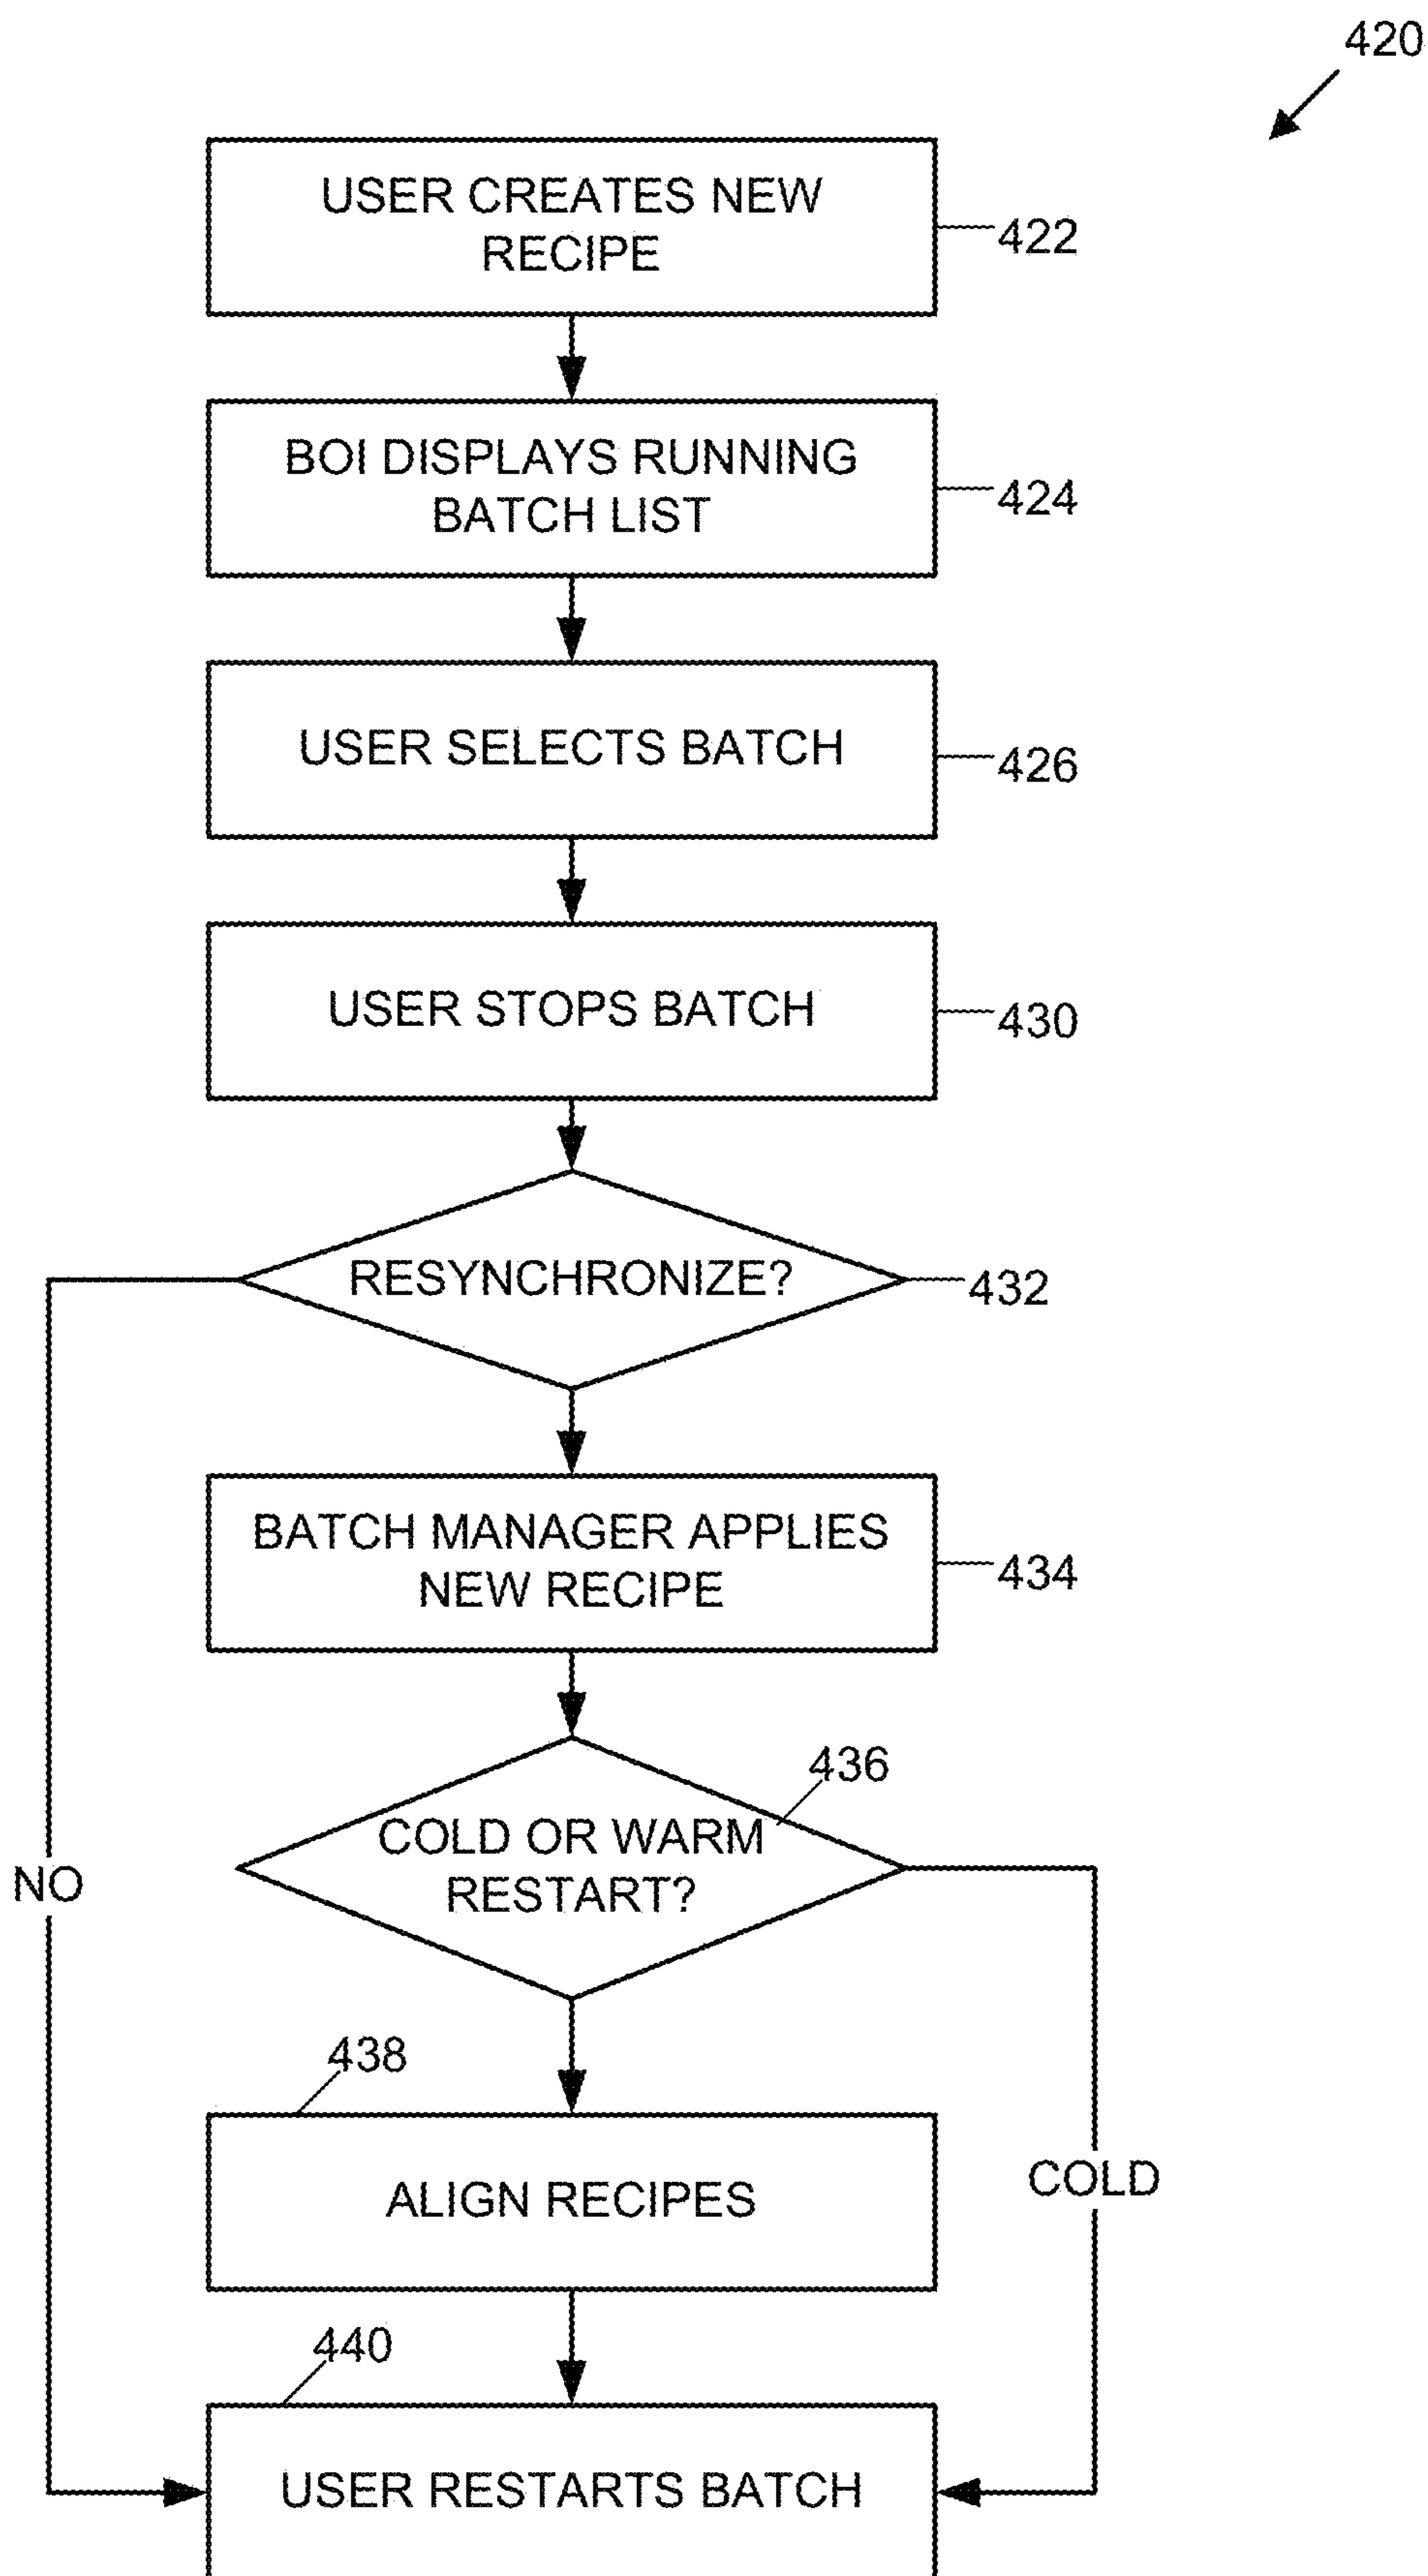 420
USER CREATES NEW
RECIPE
422
BOI DISPLAYS RUNNING
BATCH LIST
424
USER SELECTS BATCH
426
USER STOPS BATCH
430
RESYNCHRONIZE?
432
BATCH MANAGER APPLIES
NEW RECIPE
434
436
COLD OR WARM
RESTART?
NO
438
ALIGN RECIPES
COLD
440
USER RESTARTS BATCH